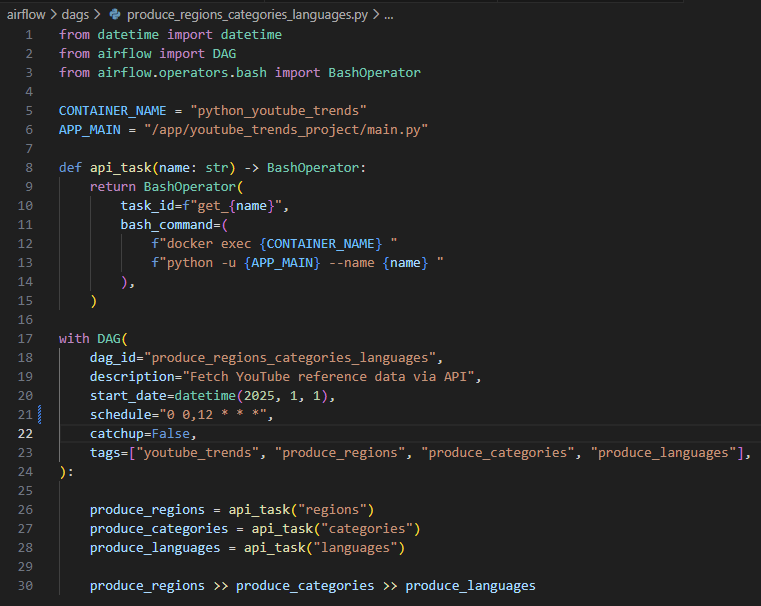 airflow > dags > produce_regions_categories_languages.py > ...
1 from datetime import datetime
2 from airflow import DAG
3 from airflow.operators.bash import BashOperator
4
5 CONTAINER_NAME = "python_youtube_trends"
6 APP_MAIN = "/app/youtube_trends_project/main.py"
7
8 def api_task(name: str) -> BashOperator:
9     return BashOperator(
10         task_id=f"get_{name}",
11         bash_command=(
12             f"docker exec {CONTAINER_NAME} "
13             f"python -u {APP_MAIN} --name {name} "
14         ),
15     )
16
17 with DAG(
18     dag_id="produce_regions_categories_languages",
19     description="Fetch YouTube reference data via API",
20     start_date=datetime(2025, 1, 1),
21     schedule="0 0,12 * * *",
22     catchup=False,
23     tags=["youtube_trends", "produce_regions", "produce_categories", "produce_languages"],
24 ):
25
26     produce_regions = api_task("regions")
27     produce_categories = api_task("categories")
28     produce_languages = api_task("languages")
29
30     produce_regions >> produce_categories >> produce_languages